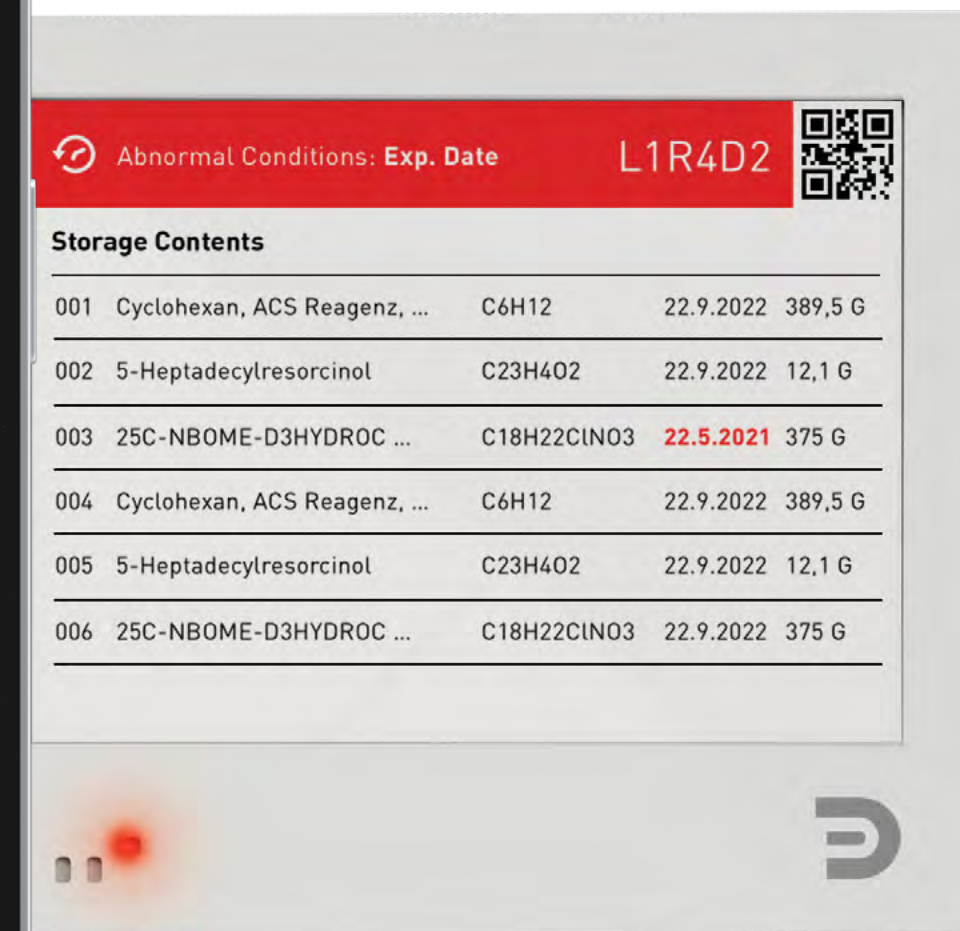 Abnormal Conditions: Exp. Date L1R4D2
Storage Contents
001 Cyclohexan, ACS Reagenz, ... C6H12 22.9.2022 389,5 G
002 5-Heptadecylresorcinol C23H4O2 22.9.2022 12,1 G
003 25C-NBOME-D3HYDROC ... C18H22ClNO3 22.5.2021 375 G
004 Cyclohexan, ACS Reagenz, ... C6H12 22.9.2022 389,5 G
005 5-Heptadecylresorcinol C23H4O2 22.9.2022 12,1 G
006 25C-NBOME-D3HYDROC ... C18H22ClNO3 22.9.2022 375 G